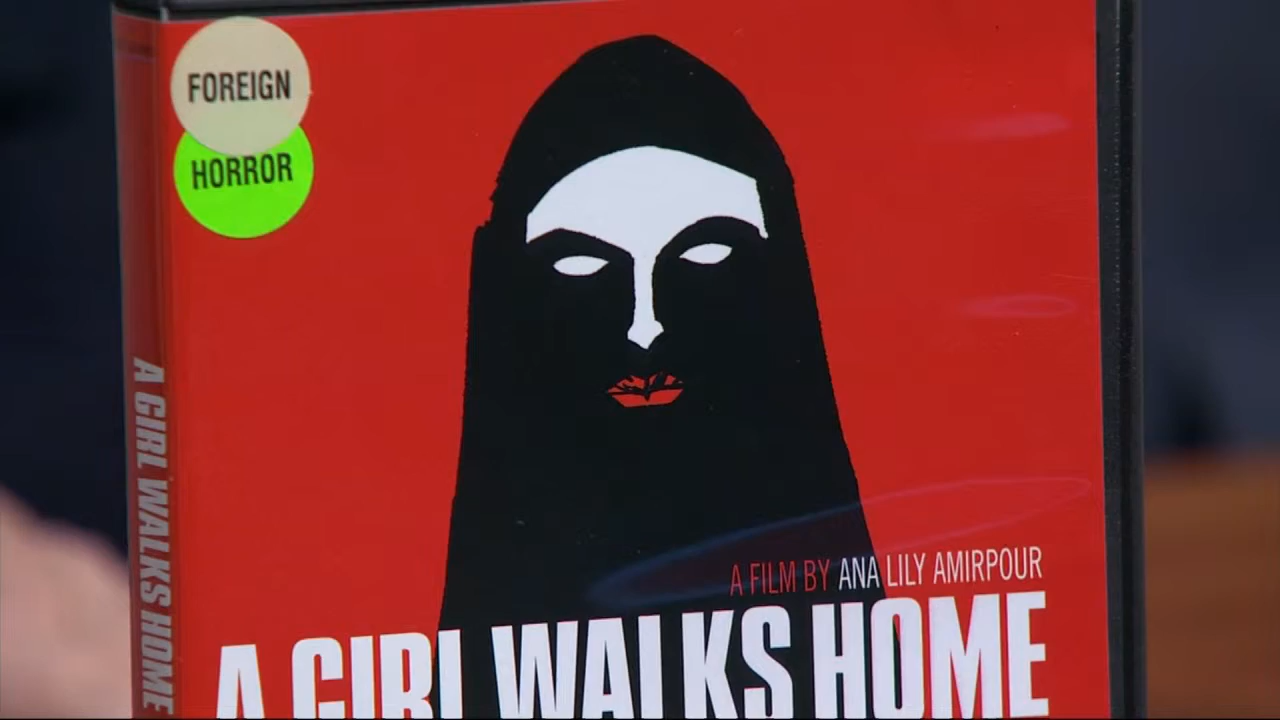 FOREIGN
HORROR
A FILM BY ANA LILY AMIRPOUR
A GIRL WALKS HOME
A GIRL WALKS HOME